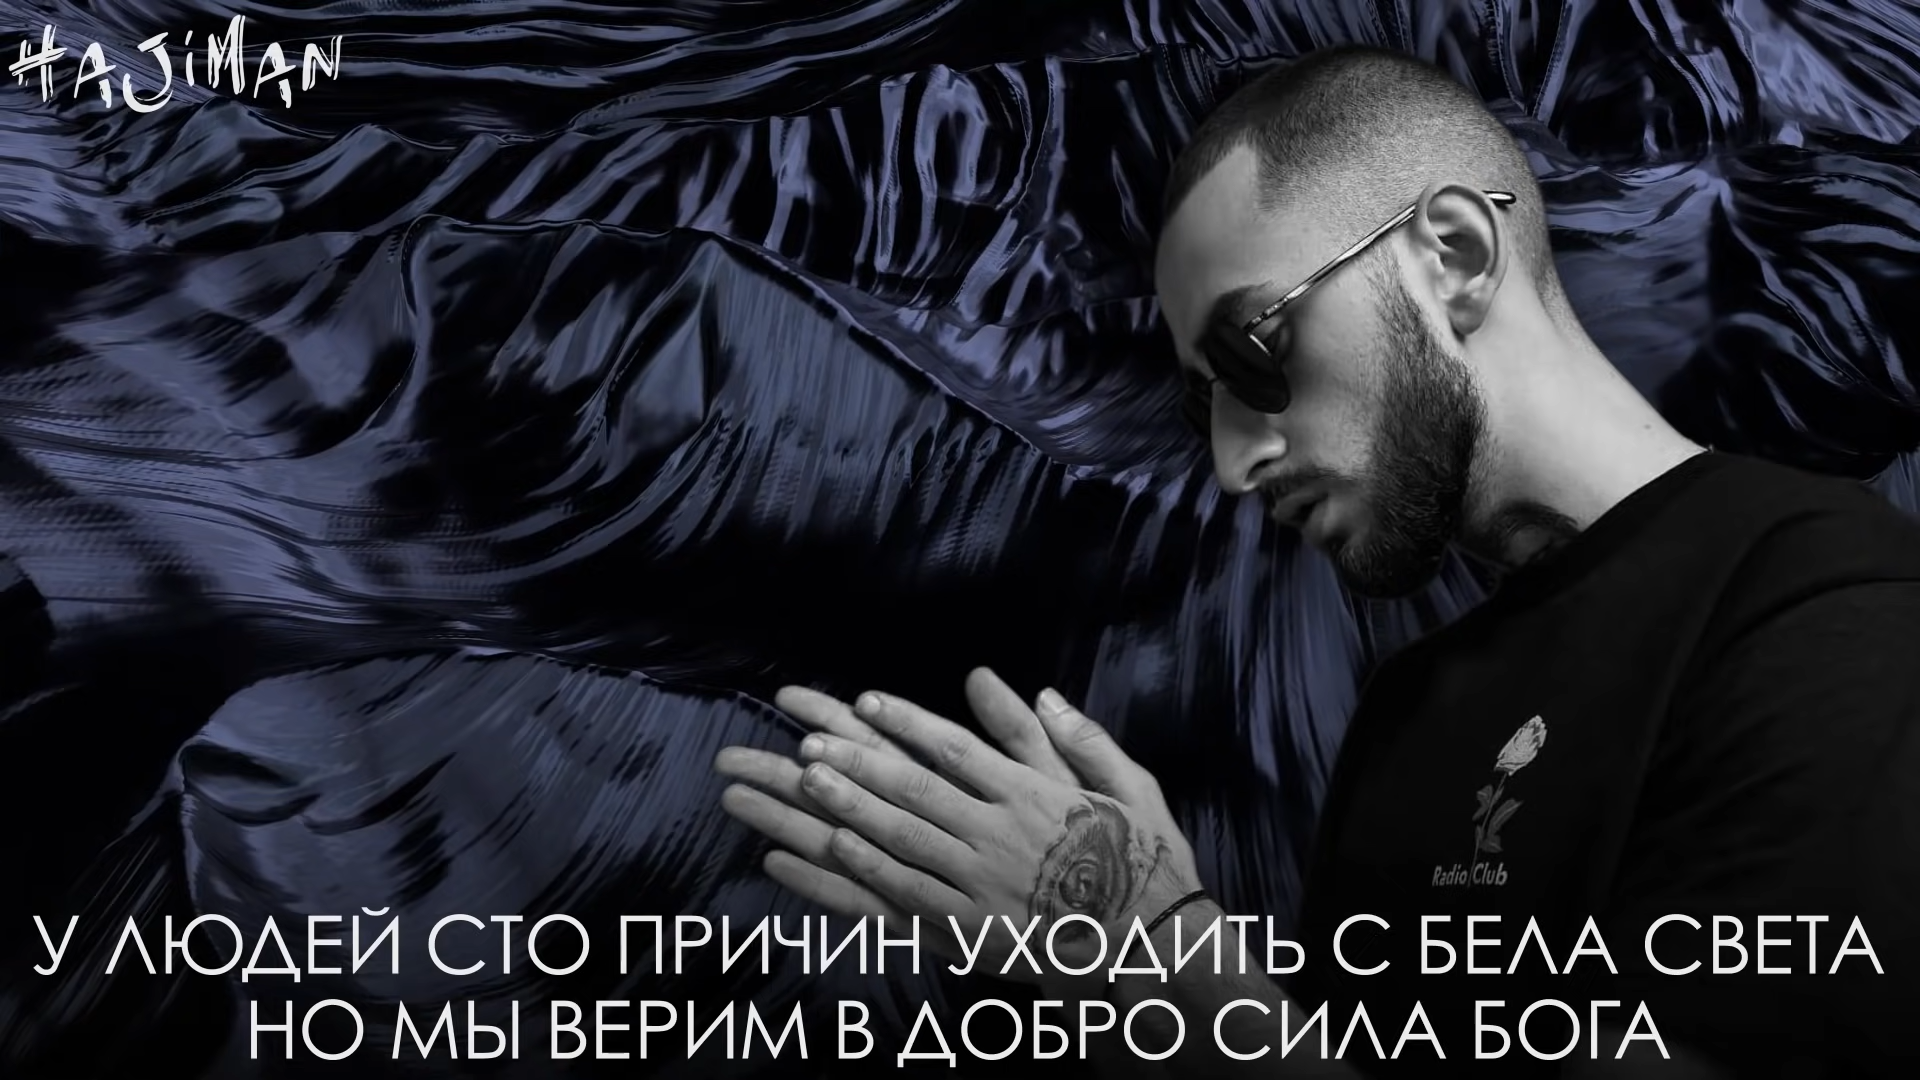 #AJiMAN
Radio Club
У ЛЮДЕЙ СТО ПРИЧИН УХОДИТЬ С БЕЛА СВЕТА
НО МЫ ВЕРИМ В ДОБРО СИЛА БОГА